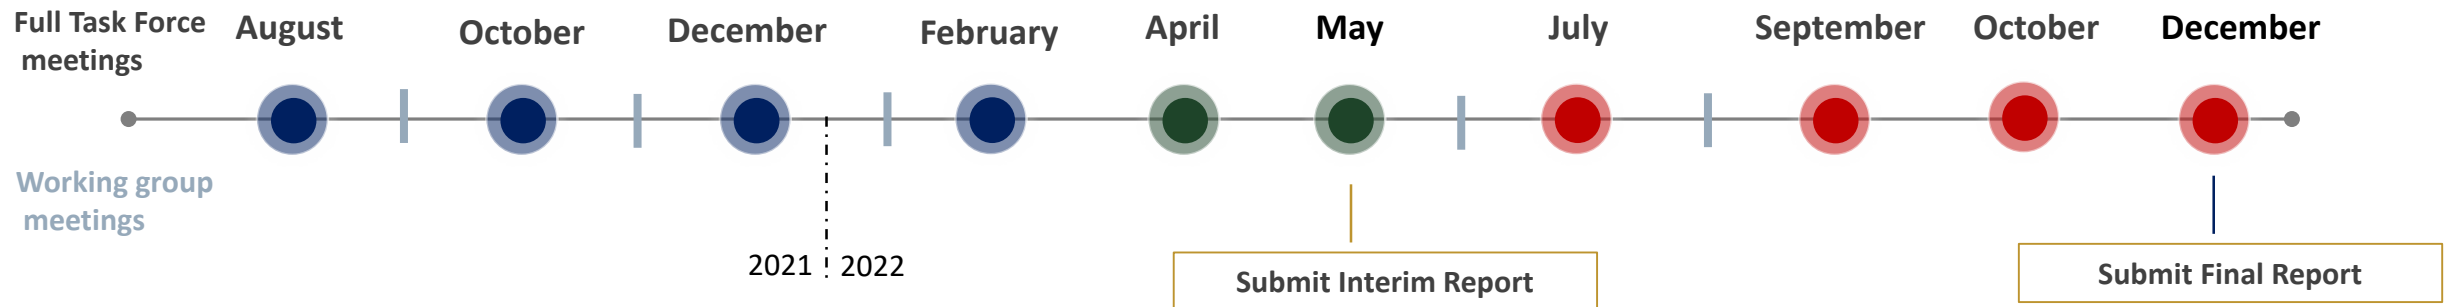 Full Task Force
meetings
August
October
December
February
April
May
July
September
October
December
Working group
meetings
2021
2022
Submit Interim Report
Submit Final Report